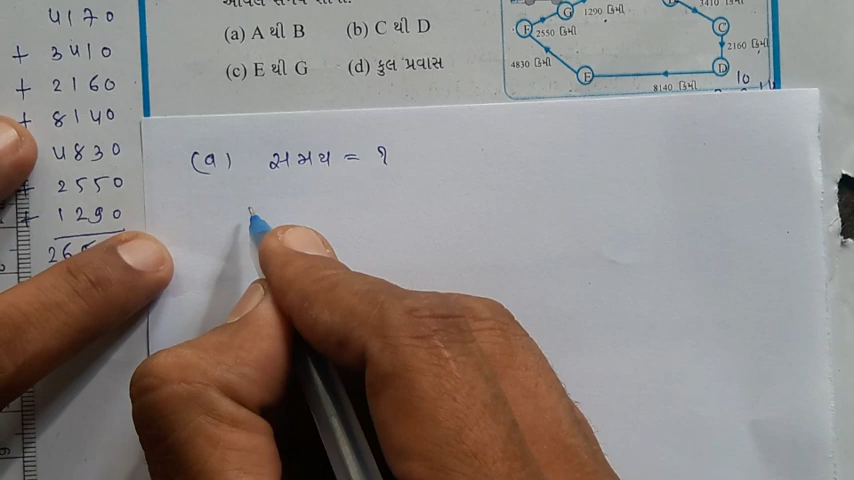 4170
+ 3410
+ 2160
+ 8140
4830
+ 2550
+ 1290
(a) A થી B (b) C થી D
(c) E થી G (d) કુલ પ્રવાસ
G 1290 કિમી
3410 કિમી
F 2550 કિમી
C
2160 કિમી
4830 કિમી
E
D
10
8140 કિમી
(a) સમય = ?